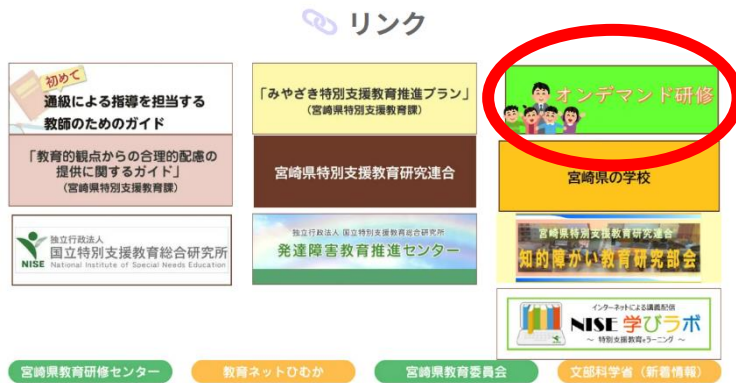 リンク
初めて
通級による指導を担当する
教師のためのガイド
「みやざき特別支援教育推進プラン」
(宮崎県特別支援教育課)
オンデマンド研修
「教育的観点からの合理的配慮の
提供に関するガイド」
(宮崎県特別支援教育課)
宮崎県特別支援教育研究連合
宮崎県の学校
NISE
独立行政法人
国立特別支援教育総合研究所
National Institute of Special Needs Education
独立行政法人 国立特別支援教育総合研究所
発達障害教育推進センター
宮崎県特別支援教育研究連合
知的障がい教育研究部会
インターネットによる講義配信
NISE 学びラボ
～ 特別支援教育eラーニング ～
宮崎県教育研修センター
教育ネットひむか
宮崎県教育委員会
文部科学省（新着情報）